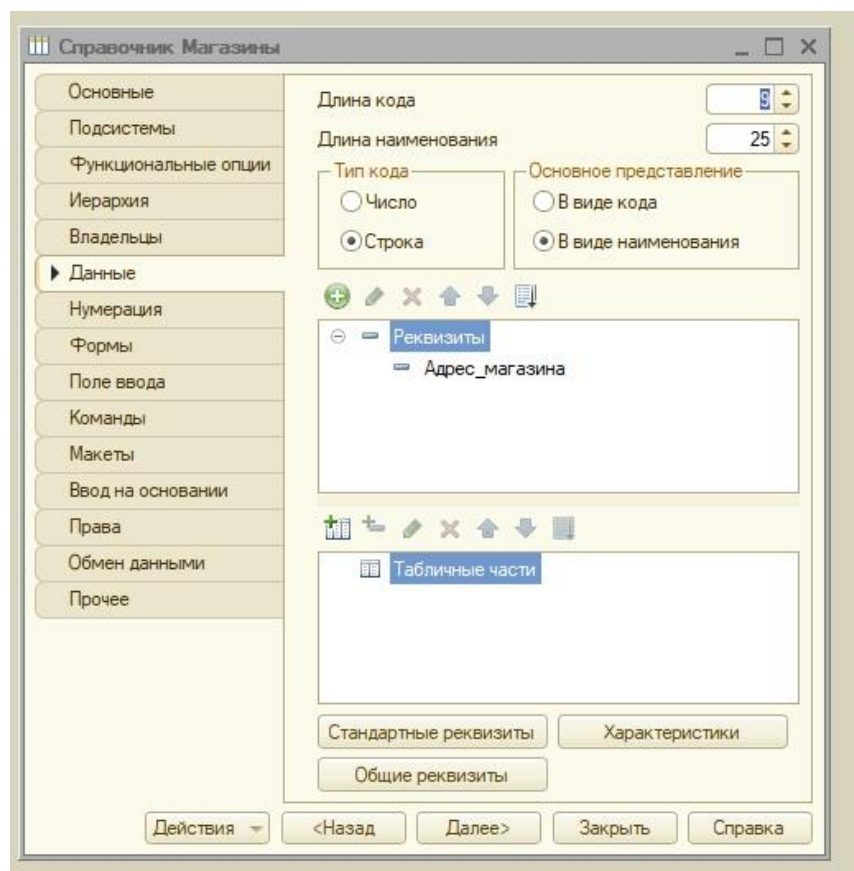 Справочник Магазины
Основные
Подсистемы
Функциональные опции
Иерархия
Владельцы
Данные
Нумерация
Формы
Поле ввода
Команды
Макеты
Ввод на основании
Права
Обмен данными
Прочее
Длина кода 9
Длина наименования 25
Тип кода
Число
Строка
Основное представление
В виде кода
В виде наименования
Реквизиты
Адрес_магазина
Табличные части
Стандартные реквизиты Характеристики
Общие реквизиты
Действия <Назад Далее> Закрыть Справка